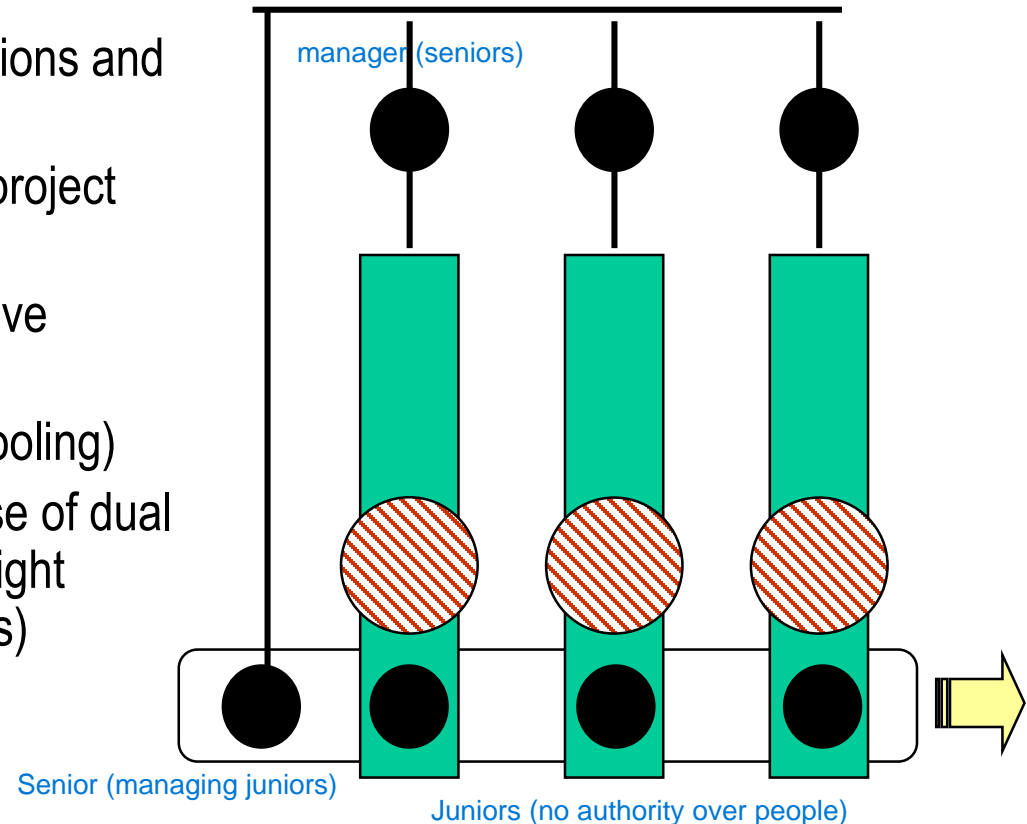 manager (seniors)
ions and
project
ve
ooling)
se of dual
ight
s)
Senior (managing juniors)
Juniors (no authority over people)